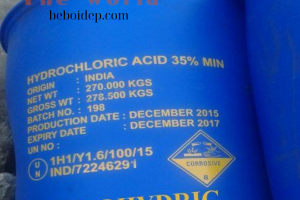 The World
beboidep.com
HYDROCHLORIC ACID 35% MIN
ORIGIN : INDIA
NET WT : 270.000 KGS
GROSS WT : 278.500 KGS
BATCH NO. : 198
PRODUCTION DATE : DECEMBER 2015
EXPIRY DATE : DECEMBER 2017
UN NO :
UN
1H1/Y1.6/100/15
IND/7224629
CORROSIVE
8